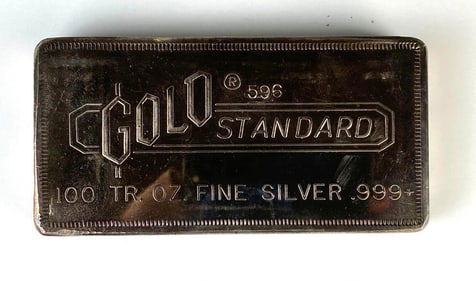 GOLD ® 596
STANDARD
100 TR. OZ. FINE SILVER .999+